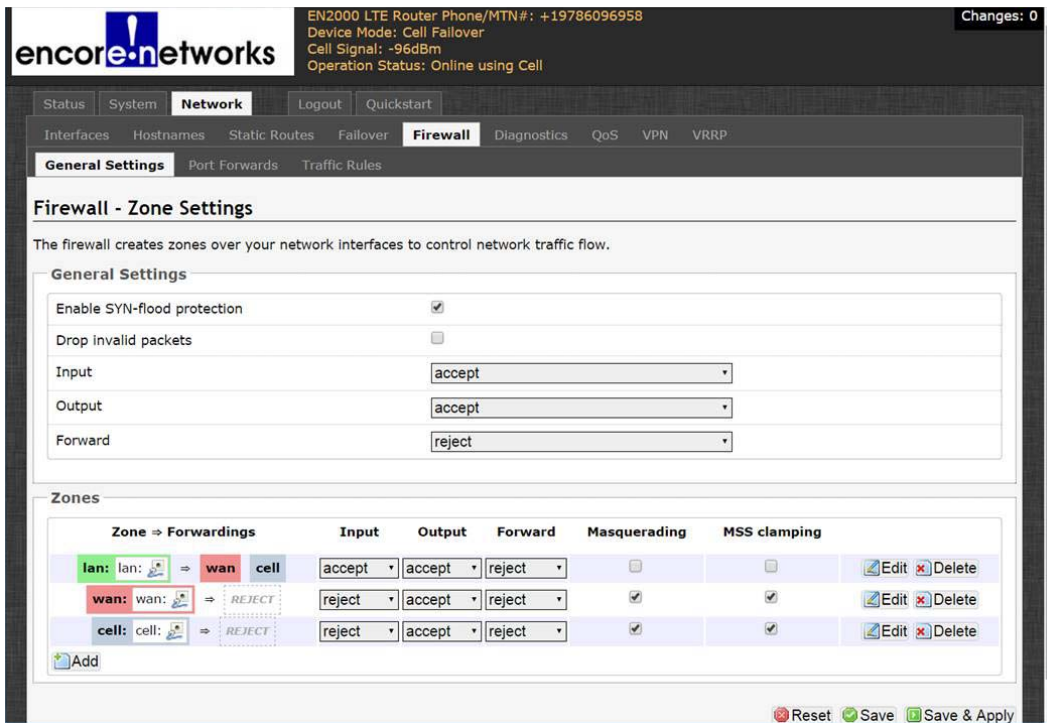 encore!networks
EN2000 LTE Router Phone/MTN#: +19786096958
Device Mode: Cell Failover
Cell Signal: -96dBm
Operation Status: Online using Cell
Changes: 0
Status System Network Logout Quickstart
Interfaces Hostnames Static Routes Failover Firewall Diagnostics QoS VPN VRRP
General Settings Port Forwards Traffic Rules
Firewall - Zone Settings
The firewall creates zones over your network interfaces to control network traffic flow.
General Settings
Enable SYN-flood protection
Drop invalid packets
Input accept
Output accept
Forward reject
Zones
Zone ⇒ Forwardings Input Output Forward Masquerading MSS clamping
lan: lan: ⇒ wan cell accept accept reject Edit Delete
wan: wan: ⇒ REJECT reject accept reject Edit Delete
cell: cell: ⇒ REJECT reject accept reject Edit Delete
Add
Reset Save Save & Apply